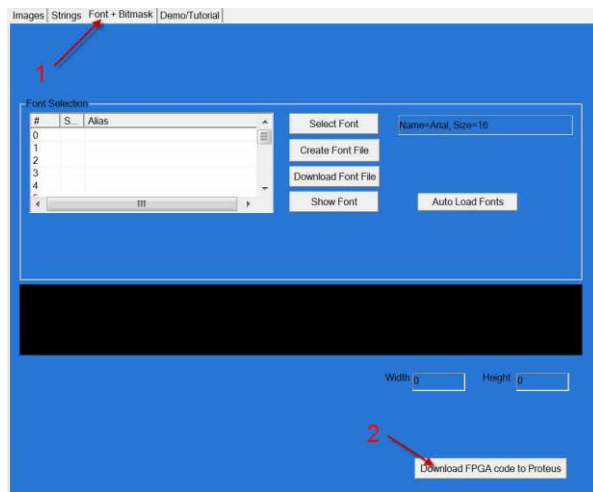 Images Strings Font + Bitmask Demo/Tutorial
1
Font Selection
# S... Alias
0
1
2
3
4
Select Font
Name=Arial, Size=16
Create Font File
Download Font File
Show Font
Auto Load Fonts
Width 0 Height 0
2
Download FPGA code to Proteus